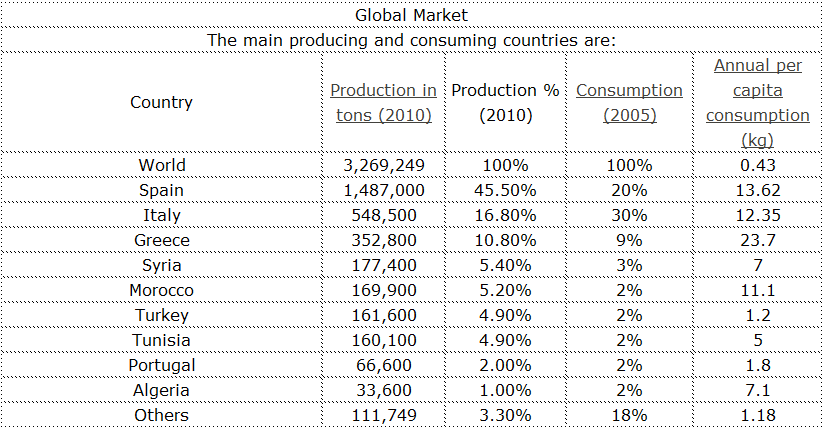 Global Market
The main producing and consuming countries are:
Country Production in tons (2010) Production % (2010) Consumption (2005) Annual per capita consumption (kg)
World 3,269,249 100% 100% 0.43
Spain 1,487,000 45.50% 20% 13.62
Italy 548,500 16.80% 30% 12.35
Greece 352,800 10.80% 9% 23.7
Syria 177,400 5.40% 3% 7
Morocco 169,900 5.20% 2% 11.1
Turkey 161,600 4.90% 2% 1.2
Tunisia 160,100 4.90% 2% 5
Portugal 66,600 2.00% 2% 1.8
Algeria 33,600 1.00% 2% 7.1
Others 111,749 3.30% 18% 1.18